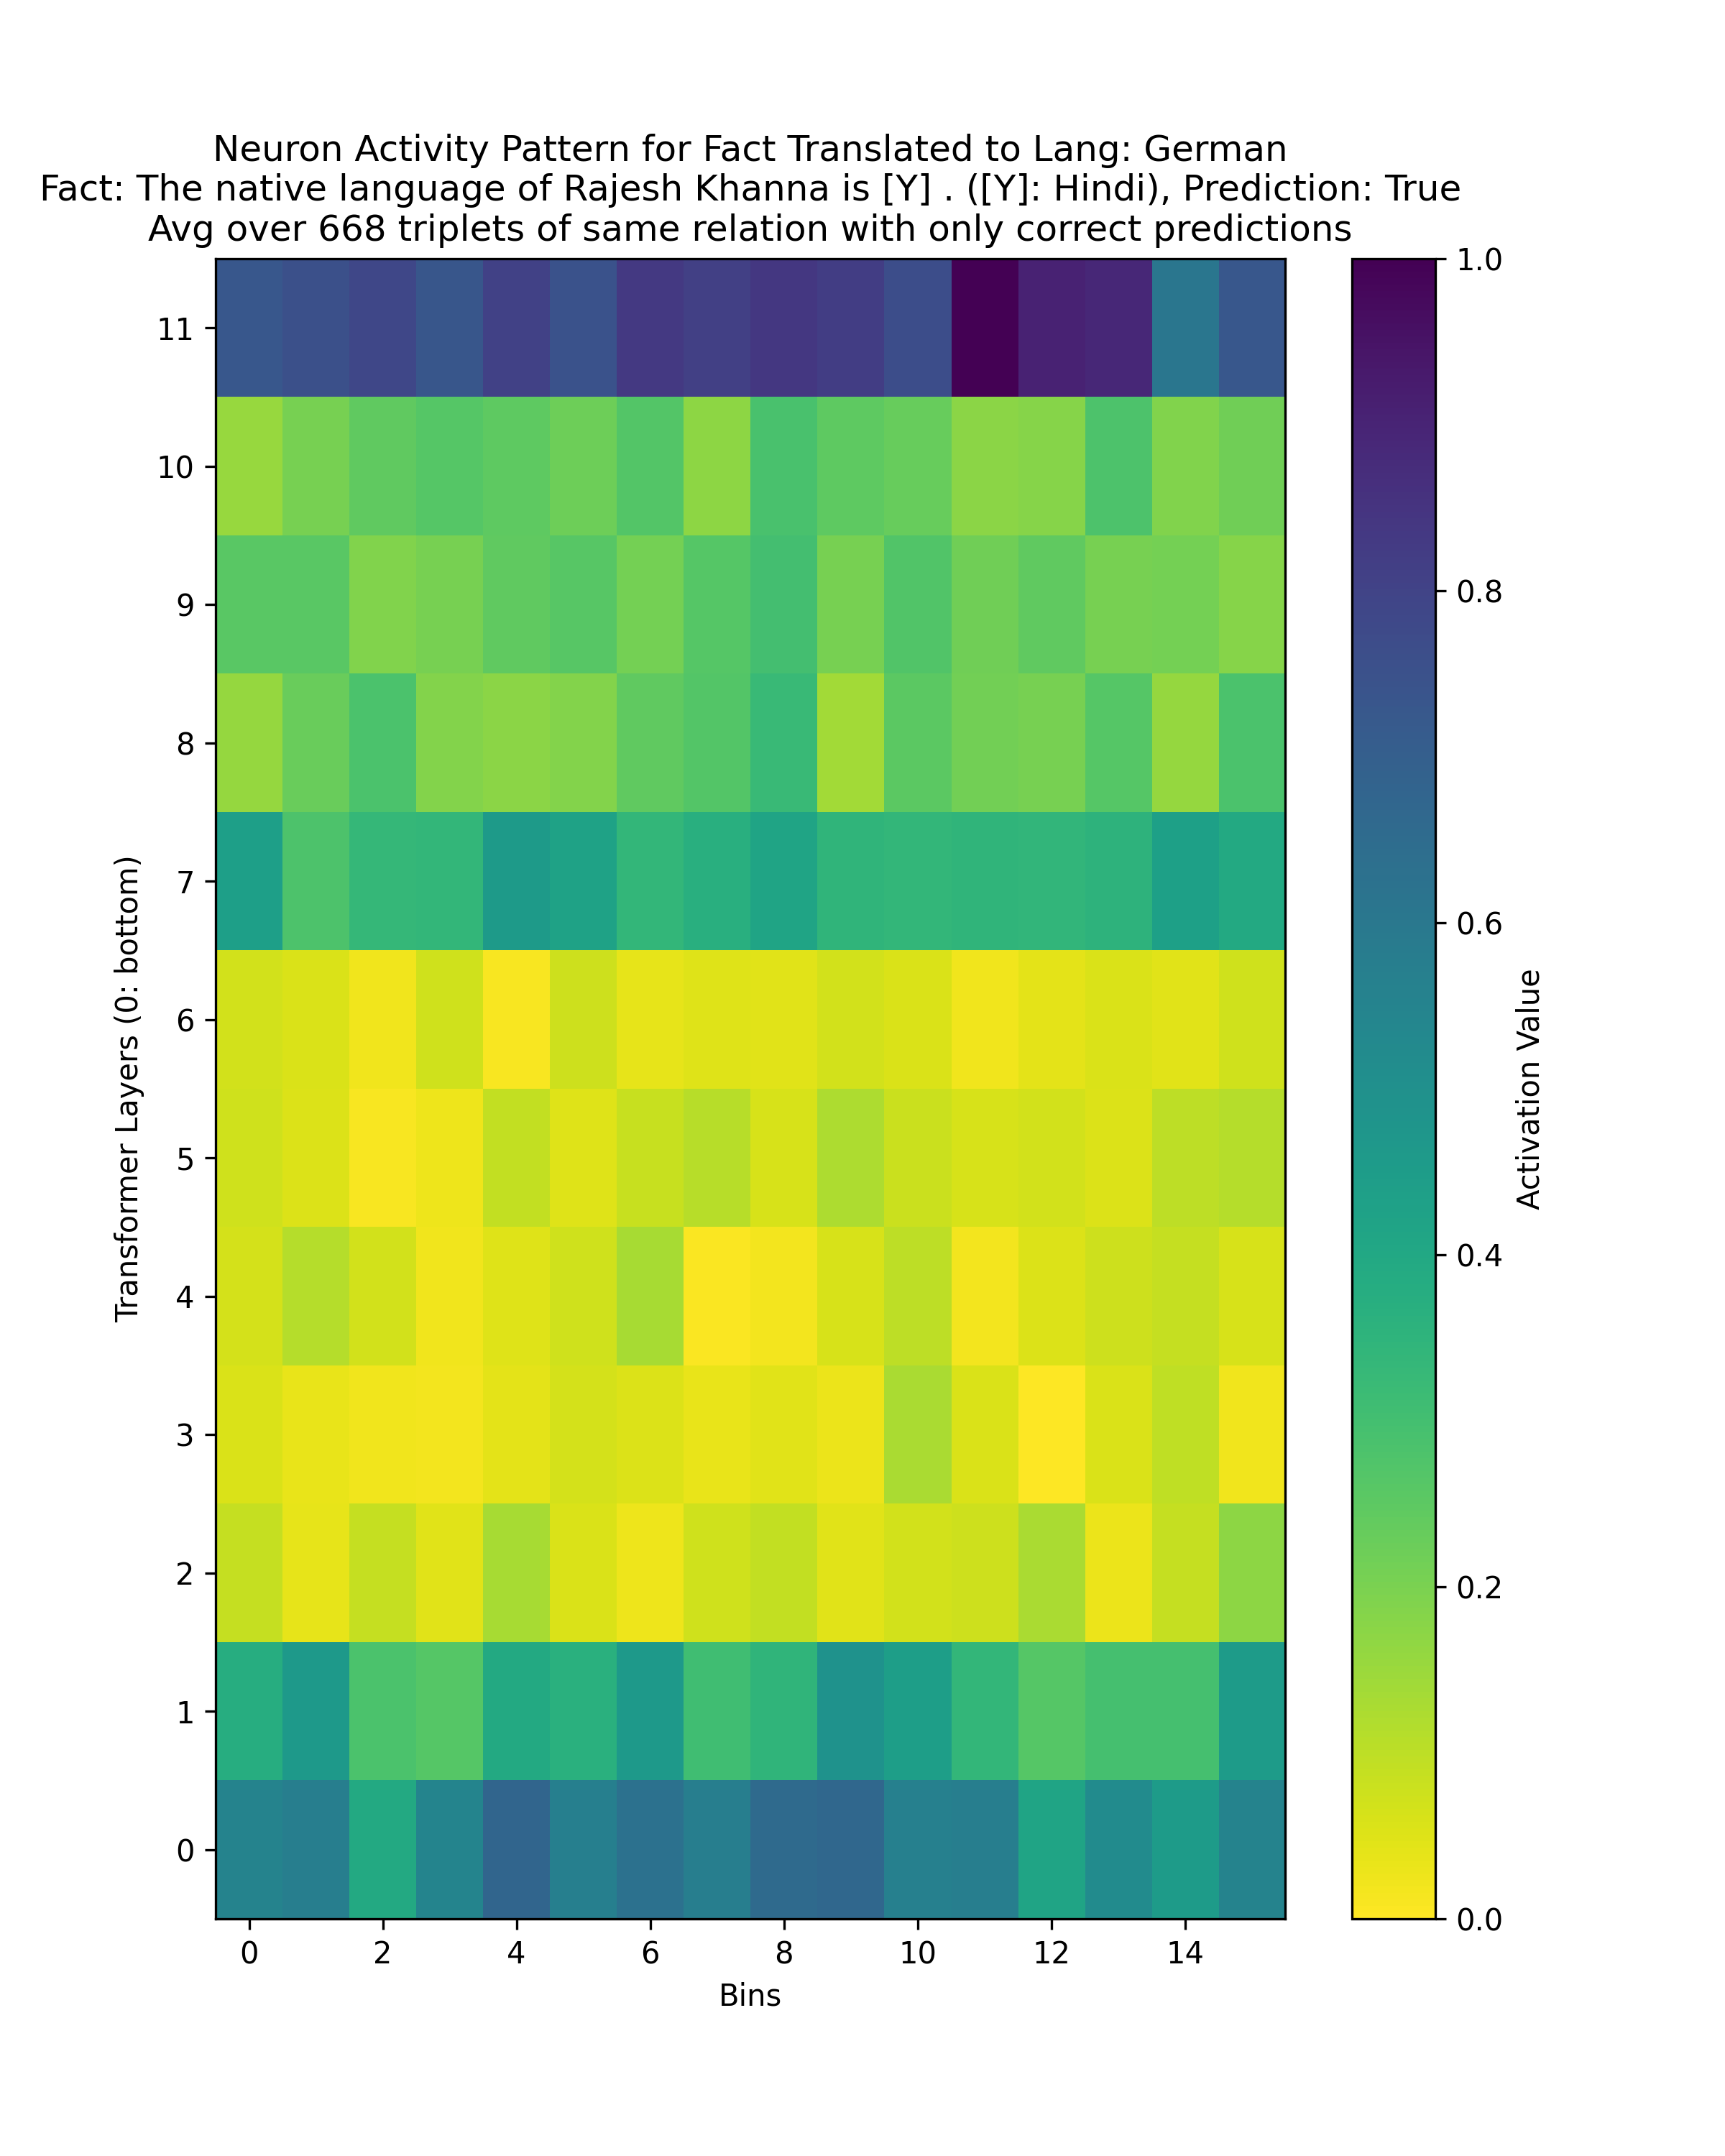 Neuron Activity Pattern for Fact Translated to Lang: German
Fact: The native language of Rajesh Khanna is [Y] . ([Y]: Hindi), Prediction: True
Avg over 668 triplets of same relation with only correct predictions
11
10
9
8
7
6
5
4
3
2
1
0
Transformer Layers (0: bottom)
0 2 4 6 8 10 12 14
Bins
1.0
0.8
0.6
0.4
0.2
0.0
Activation Value